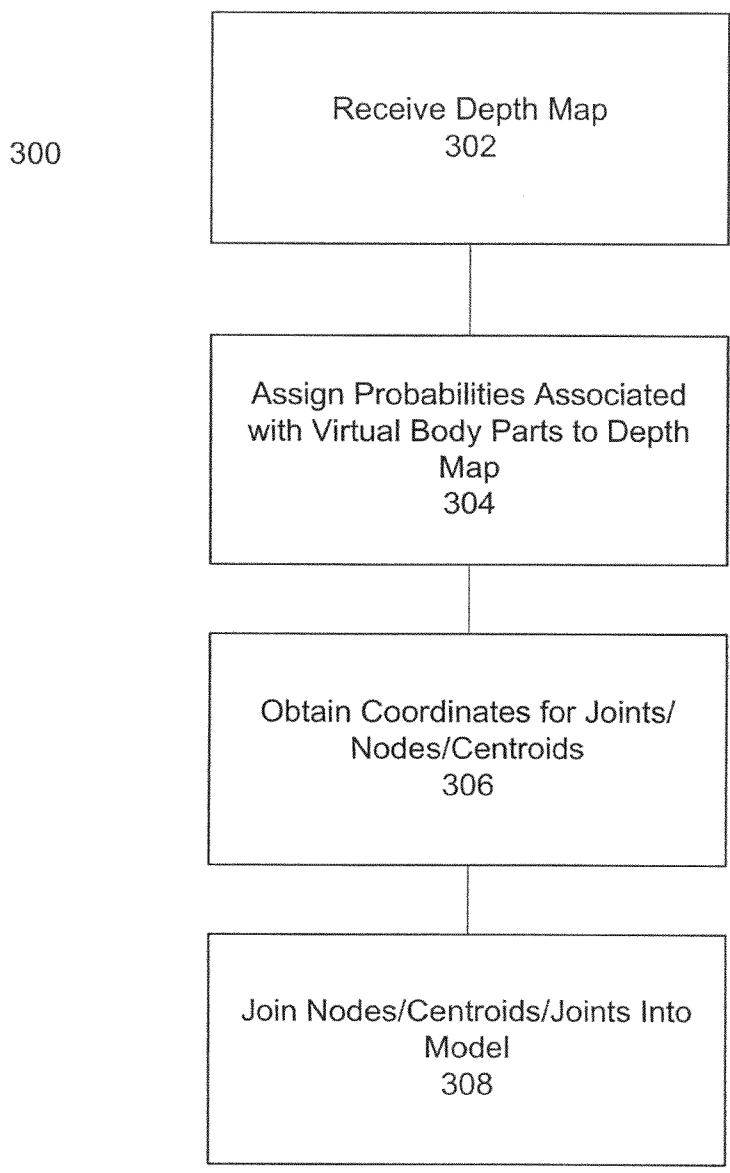 300
Receive Depth Map
302
Assign Probabilities Associated
with Virtual Body Parts to Depth
Map
304
Obtain Coordinates for Joints/
Nodes/Centroids
306
Join Nodes/Centroids/Joints Into
Model
308